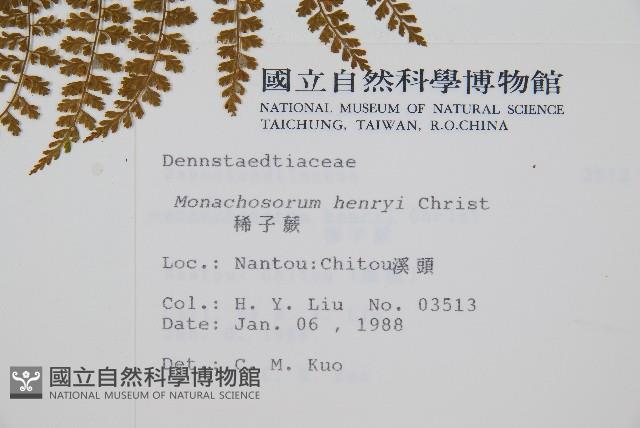 國立自然科學博物館
NATIONAL MUSEUM OF NATURAL SCIENCE
TAICHUNG, TAIWAN, R.O.CHINA
Dennstaedtiaceae
Monachosorum henryi Christ
稀子蕨
Loc.: Nantou:Chitou溪頭
Col.: H. Y. Liu No. 03513
Date: Jan. 06 , 1988
Det.: C. M. Kuo
國立自然科學博物館
NATIONAL MUSEUM OF NATURAL SCIENCE